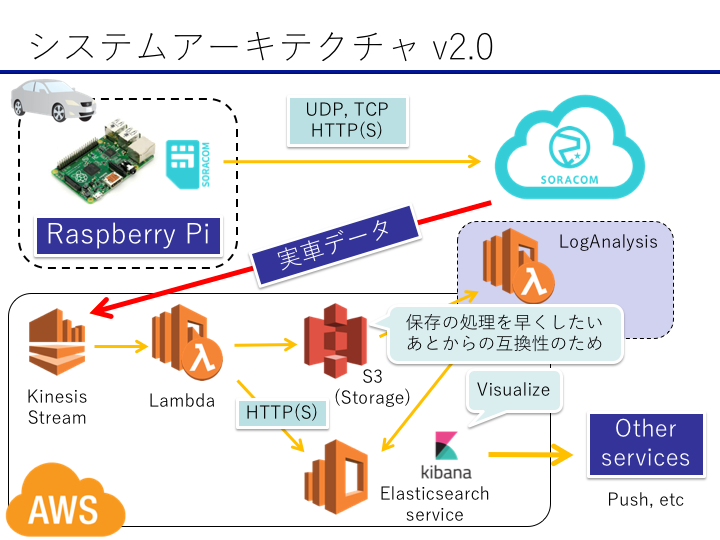 システムアーキテクチャ v2.0
UDP, TCP
HTTP(S)
SORACOM
SORACOM
Raspberry Pi
実車データ
LogAnalysis
保存の処理を早くしたい
あとからの互換性のため
Kinesis
Stream
Lambda
S3
(Storage)
HTTP(S)
Visualize
kibana
Elasticsearch
service
Other
services
Push, etc
AWS